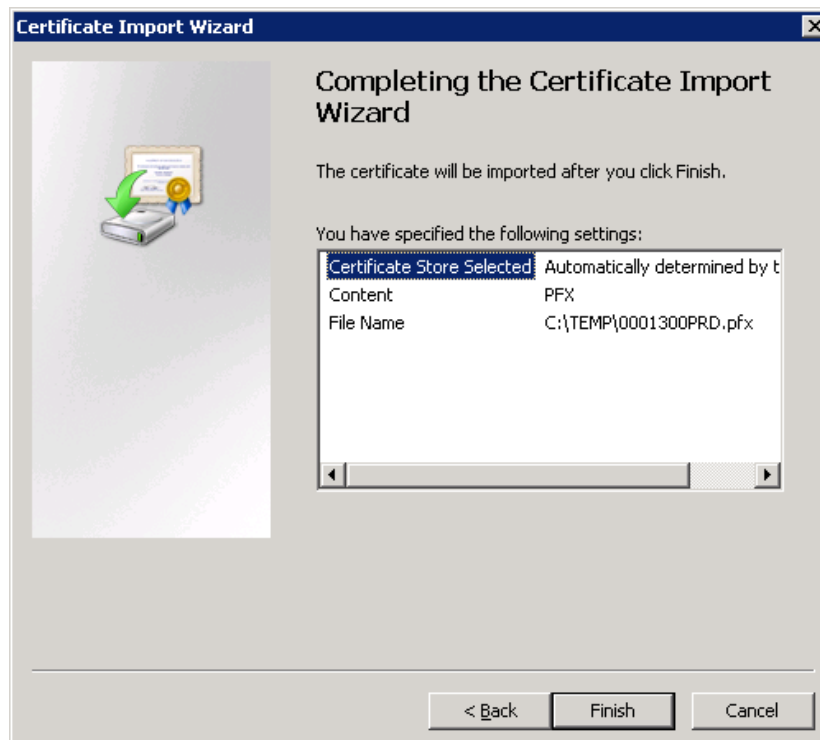 Certificate Import Wizard
Completing the Certificate Import
Wizard
The certificate will be imported after you click Finish.
You have specified the following settings:
Certificate Store Selected Automatically determined by t
Content PFX
File Name C:\TEMP\0001300PRD.pfx
< Back Finish Cancel